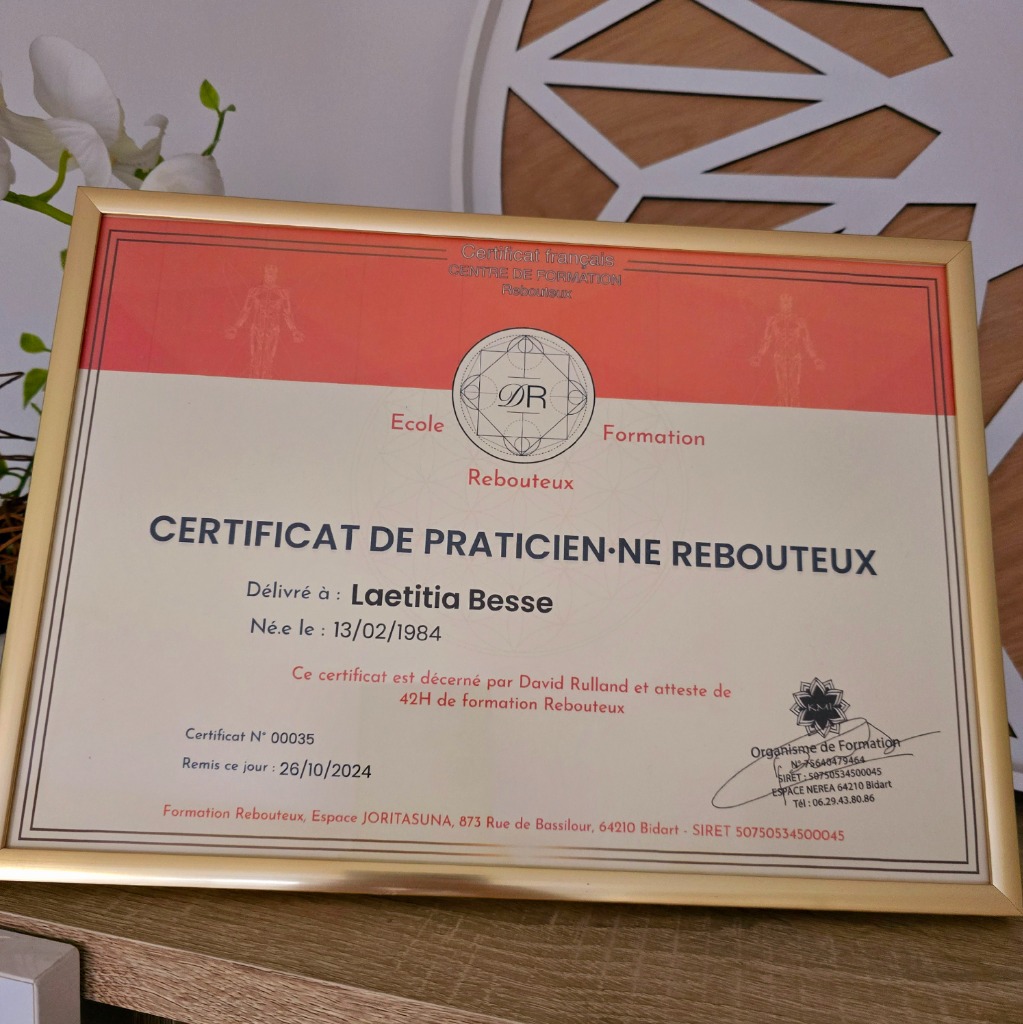 Certificat français
CENTRE DE FORMATION
Rebouteux
DR
Ecole Formation
Rebouteux
CERTIFICAT DE PRATICIEN·NE REBOUTEUX
Délivré à : Laetitia Besse
Né.e le : 13/02/1984
Ce certificat est décerné par David Rulland et atteste de
42H de formation Rebouteux
Certificat N° 00035
Remis ce jour : 26/10/2024
KMI
Organisme de Formation
N° 75640479464
SIRET : 50750534500045
ESPACE NEREA 64210 Bidart
Tél : 06.29.43.80.86
Formation Rebouteux, Espace JORITASUNA, 873 Rue de Bassilour, 64210 Bidart - SIRET 50750534500045